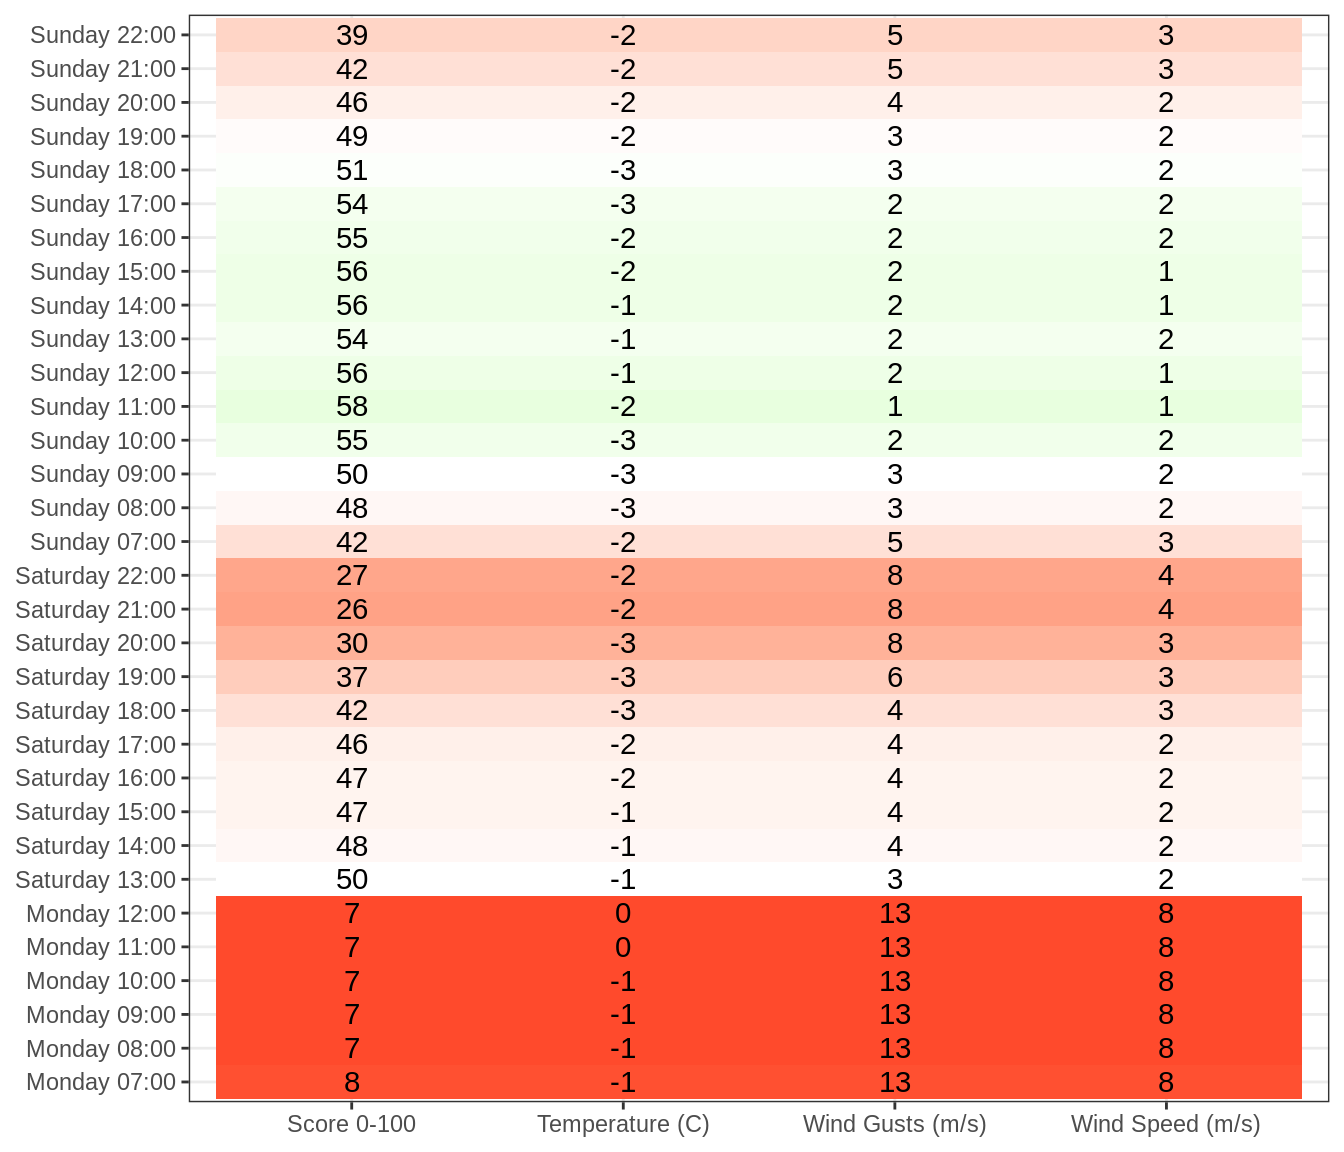 Sunday 22:00 39 -2 5 3
Sunday 21:00 42 -2 5 3
Sunday 20:00 46 -2 4 2
Sunday 19:00 49 -2 3 2
Sunday 18:00 51 -3 3 2
Sunday 17:00 54 -3 2 2
Sunday 16:00 55 -2 2 2
Sunday 15:00 56 -2 2 1
Sunday 14:00 56 -1 2 1
Sunday 13:00 54 -1 2 2
Sunday 12:00 56 -1 2 1
Sunday 11:00 58 -2 1 1
Sunday 10:00 55 -3 2 2
Sunday 09:00 50 -3 3 2
Sunday 08:00 48 -3 3 2
Sunday 07:00 42 -2 5 3
Saturday 22:00 27 -2 8 4
Saturday 21:00 26 -2 8 4
Saturday 20:00 30 -3 8 3
Saturday 19:00 37 -3 6 3
Saturday 18:00 42 -3 4 3
Saturday 17:00 46 -2 4 2
Saturday 16:00 47 -2 4 2
Saturday 15:00 47 -1 4 2
Saturday 14:00 48 -1 4 2
Saturday 13:00 50 -1 3 2
Monday 12:00 7 0 13 8
Monday 11:00 7 0 13 8
Monday 10:00 7 -1 13 8
Monday 09:00 7 -1 13 8
Monday 08:00 7 -1 13 8
Monday 07:00 8 -1 13 8
Score 0-100 Temperature (C) Wind Gusts (m/s) Wind Speed (m/s)